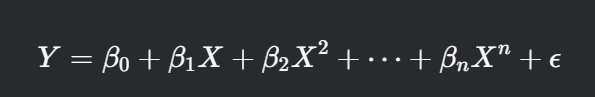 Y = β₀ + β₁X + β₂X² + ⋯ + βₙXⁿ + ϵ